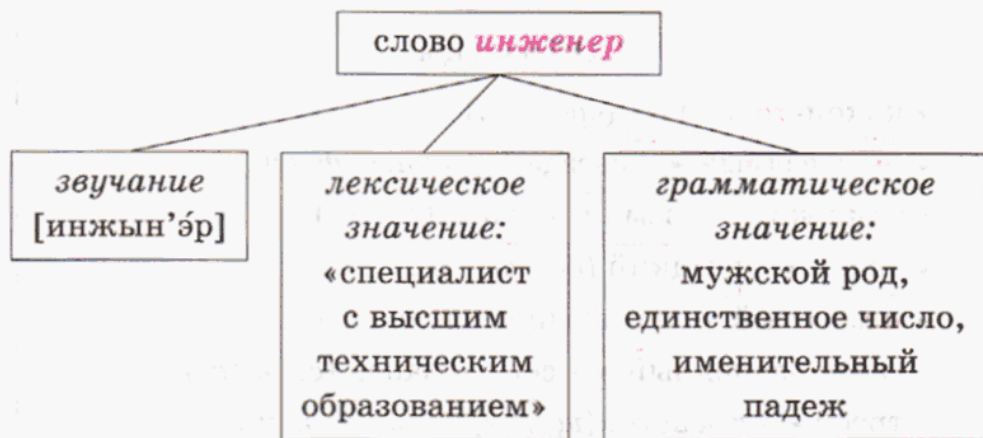 слово инженер
звучание
[инжын'э́р]
лексическое
значение:
«специалист
с высшим
техническим
образованием»
грамматическое
значение:
мужской род,
единственное число,
именительный
падеж